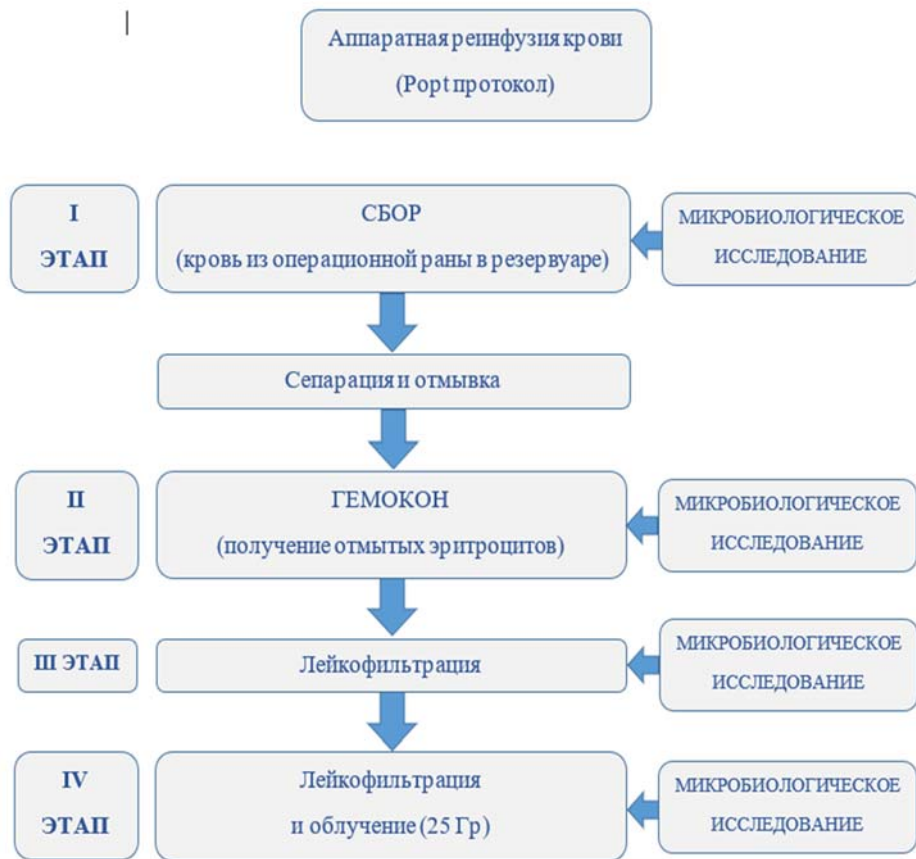 Аппаратная реинфузия крови
(Popt протокол)
I
ЭТАП
СБОР
(кровь из операционной раны в резервуаре)
МИКРОБИОЛОГИЧЕСКОЕ
ИССЛЕДОВАНИЕ
Сепарация и отмывка
II
ЭТАП
ГЕМОКОН
(получение отмытых эритроцитов)
МИКРОБИОЛОГИЧЕСКОЕ
ИССЛЕДОВАНИЕ
III ЭТАП
Лейкофильтрация
МИКРОБИОЛОГИЧЕСКОЕ
ИССЛЕДОВАНИЕ
IV
ЭТАП
Лейкофильтрация
и облучение (25 Гр)
МИКРОБИОЛОГИЧЕСКОЕ
ИССЛЕДОВАНИЕ